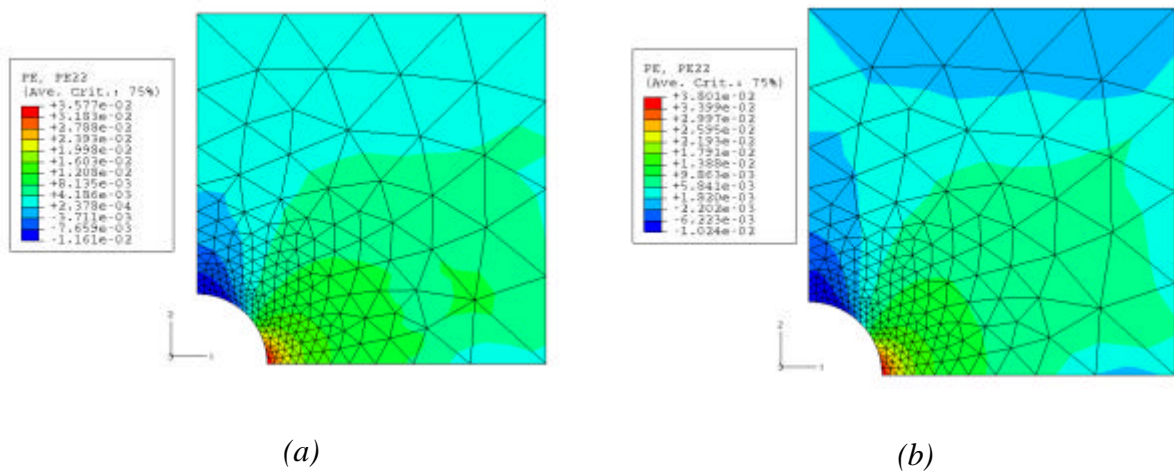 PE, PE22
(Ave. Crit.: 75%)
+3.577e-02
+3.183e-02
+2.788e-02
+2.393e-02
+1.998e-02
+1.603e-02
+1.208e-02
+8.135e-03
+4.186e-03
+2.378e-04
-3.711e-03
-7.659e-03
-1.161e-02
2
3
1
(a)
PE, PE22
(Ave. Crit.: 75%)
+3.801e-02
+3.399e-02
+2.997e-02
+2.595e-02
+2.193e-02
+1.791e-02
+1.388e-02
+9.863e-03
+5.841e-03
+1.820e-03
-2.202e-03
-6.223e-03
-1.024e-02
2
3
1
(b)